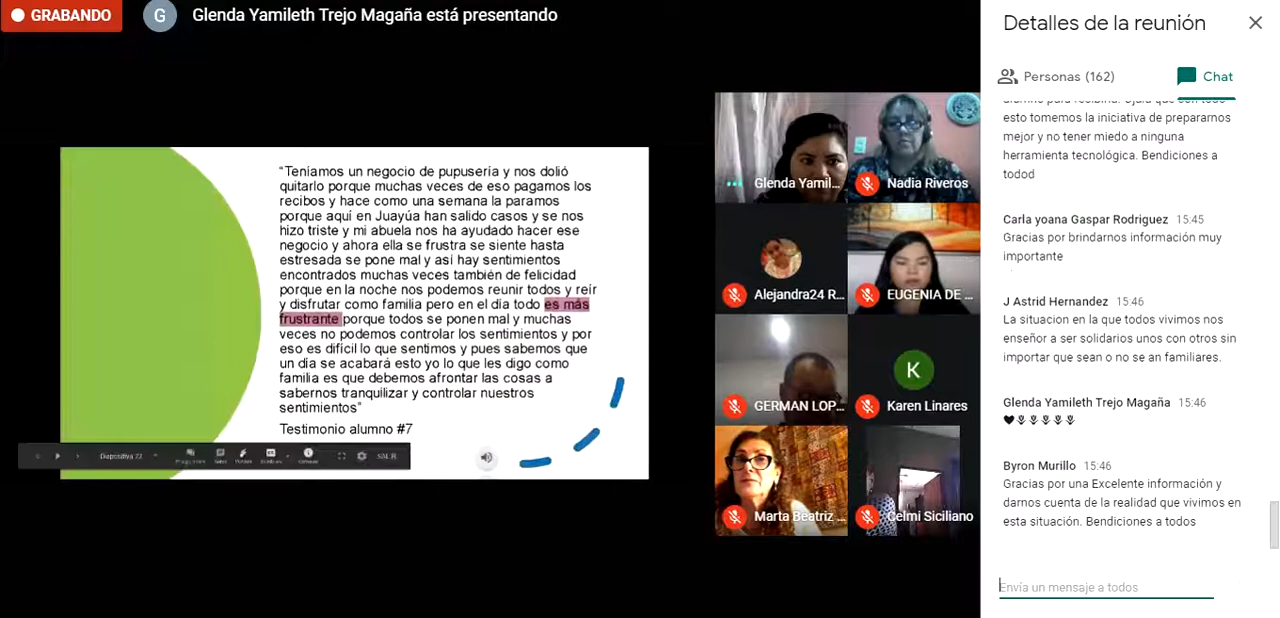 GRABANDO
G
Glenda Yamileth Trejo Magaña está presentando
"Teníamos un negocio de pupusería y nos dolió
quitarlo porque muchas veces de eso pagamos los
recibos y hace como una semana la paramos
porque aquí en Juayúa han salido casos y se nos
hizo triste y mi abuela nos ha ayudado hacer ese
negocio y ahora ella se frustra se siente hasta
estresada se pone mal y así hay sentimientos
encontrados muchas veces también de felicidad
porque en la noche nos podemos reunir todos y reír
y disfrutar como familia pero en el día todo es más
frustrante porque todos se ponen mal y muchas
veces no podemos controlar los sentimientos y por
eso es difícil lo que sentimos y pues sabemos que
un día se acabará esto yo lo que les digo como
familia es que debemos afrontar las cosas a
sabernos tranquilizar y controlar nuestros
sentimientos"
Testimonio alumno #7
Glenda Yamil...
Nadia Riveros
Alejandra24 R...
EUGENIA DE ...
GERMAN LOP...
K
Karen Linares
Marta Beatriz ...
Celmi Siciliano
Detalles de la reunión
Personas (162)
Chat
esto tomemos la iniciativa de prepararnos
mejor y no tener miedo a ninguna
herramienta tecnológica. Bendiciones a
todod
Carla yoana Gaspar Rodriguez 15:45
Gracias por brindarnos información muy
importante
J Astrid Hernandez 15:46
La situacion en la que todos vivimos nos
enseñor a ser solidarios unos con otros sin
importar que sean o no se an familiares.
Glenda Yamileth Trejo Magaña 15:46
Byron Murillo 15:46
Gracias por una Excelente información y
darnos cuenta de la realidad que vivimos en
esta situación. Bendiciones a todos
Envía un mensaje a todos